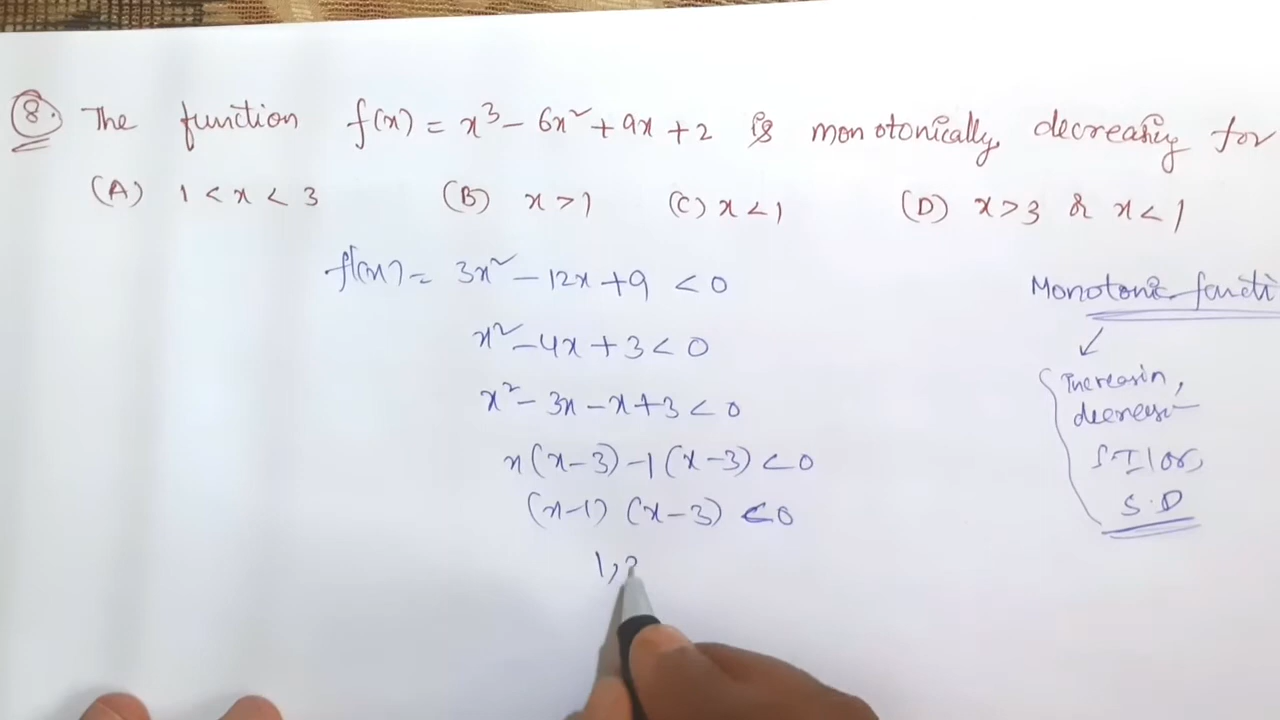 8. The function f(x) = x³ - 6x² + 9x + 2 is monotonically decreasing for
(A) 1 < x < 3 (B) x > 1 (C) x < 1 (D) x > 3 & x < 1
f'(x) = 3x² - 12x + 9 < 0
x² - 4x + 3 < 0
x² - 3x - x + 3 < 0
x(x - 3) - 1(x - 3) < 0
(x - 1) (x - 3) < 0
1, 3
Monotonic functi
Increasin,
decreasi
S.I or,
S.D